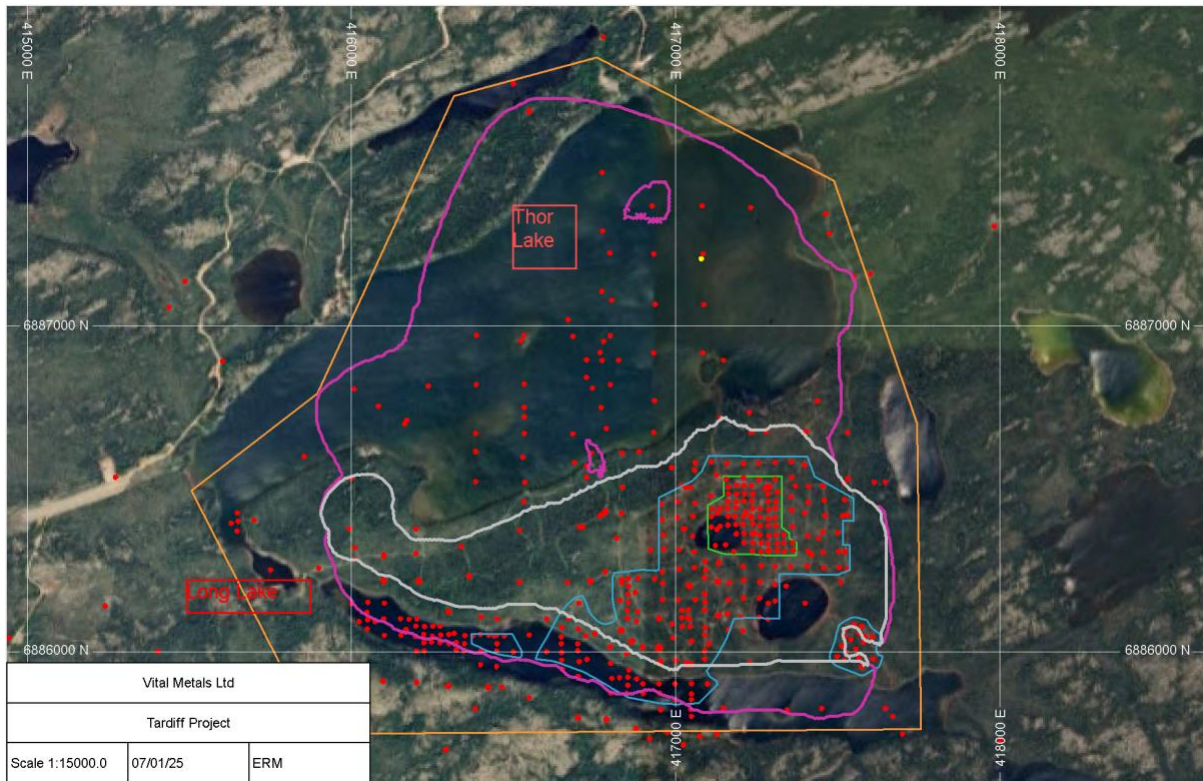 415000 E
416000 E
417000 E
418000 E
Thor
Lake
6887000 N
6887000 N
Long Lake
6886000 N
6886000 N
417000 E
418000 E
Vital Metals Ltd
Tardiff Project
Scale 1:15000.0
07/01/25
ERM